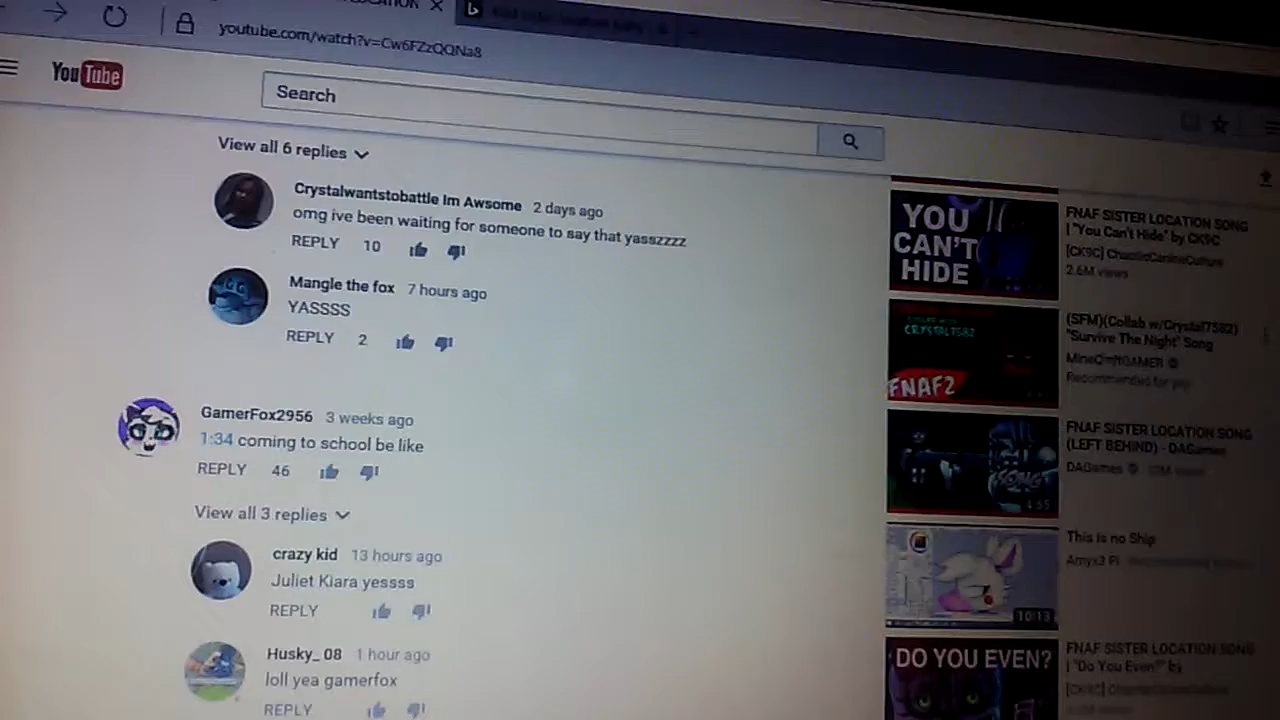 youtube.com/watch?v=Cw6FZzQQNa8
YouTube
Search
View all 6 replies
Crystalwantstobattle Im Awsome 2 days ago
omg ive been waiting for someone to say that yasszzzz
REPLY 10
Mangle the fox 7 hours ago
YASSSS
REPLY 2
GamerFox2956 3 weeks ago
1:34 coming to school be like
REPLY 46
View all 3 replies
crazy kid 13 hours ago
Juliet Kiara yessss
REPLY
Husky_ 08 1 hour ago
loll yea gamerfox
REPLY
YOU
CAN'T
HIDE
FNAF SISTER LOCATION SONG
| "You Can't Hide" by CK9C
[CK9C] ChaoticCanineCulture
2.6M views
CRYSTAL7582
FNAF2
(SFM)(Collab w/Crystal7582)
"Survive The Night" Song
MineCraftGAMER
Recommended for you
SONG
4:55
FNAF SISTER LOCATION SONG
(LEFT BEHIND) - DAGames
DAGames
10:13
This is no Ship
Amyx3 Pi
DO YOU EVEN?
FNAF SISTER LOCATION SONG
| "Do You Even?" by
[CK9C]